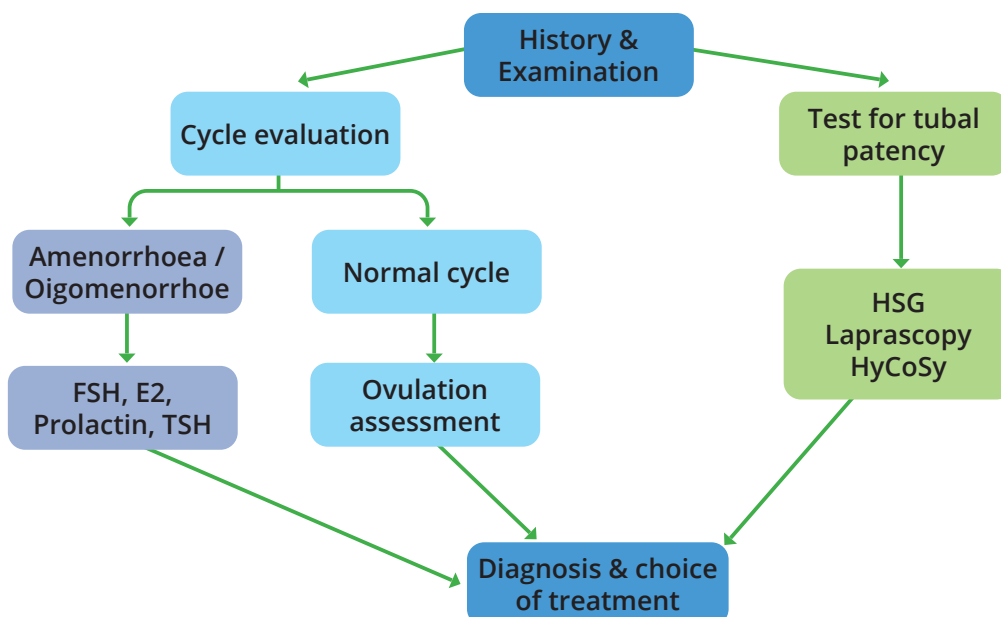 History &
Examination
Cycle evaluation
Test for tubal
patency
Amenorrhoea /
Oigomenorrhoe
Normal cycle
HSG
Laprascopy
HyCoSy
FSH, E2,
Prolactin, TSH
Ovulation
assessment
Diagnosis & choice
of treatment